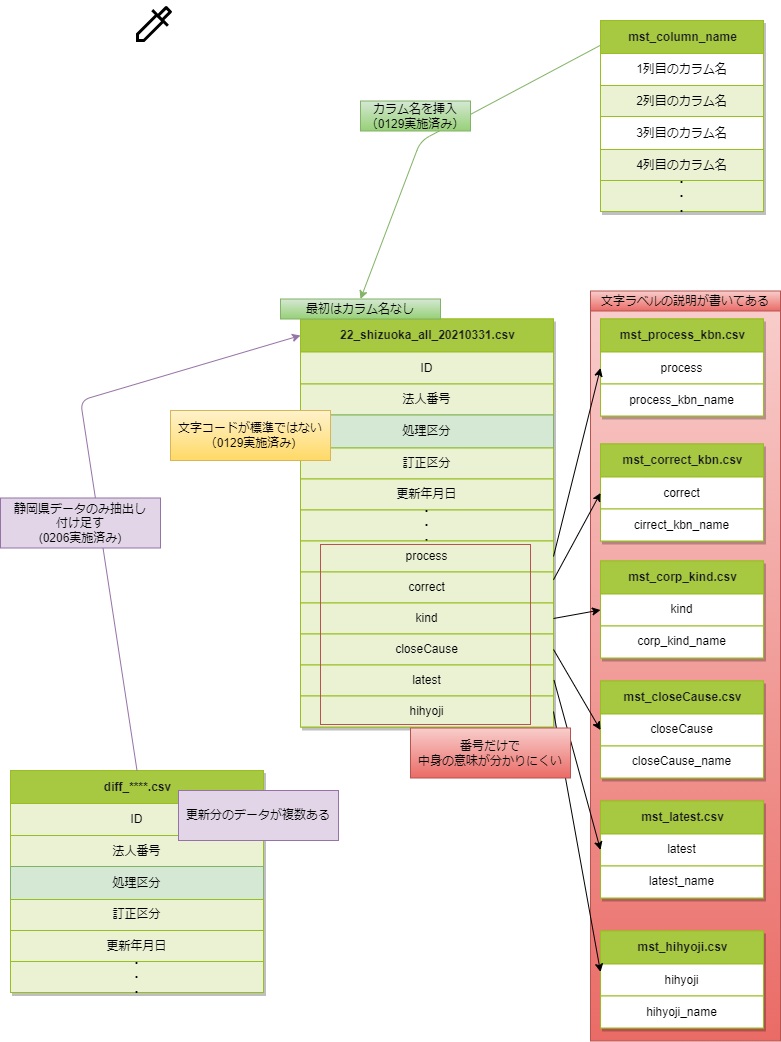 mst_column_name
1列目のカラム名
2列目のカラム名
3列目のカラム名
4列目のカラム名
・
・
・
カラム名を挿入
（0129実施済み）
最初はカラム名なし
22_shizuoka_all_20210331.csv
ID
法人番号
処理区分
訂正区分
更新年月日
・
・
・
process
correct
kind
closeCause
latest
hihyoji
文字コードが標準ではない
（0129実施済み）
静岡県データのみ抽出し
付け足す
(0206実施済み)
番号だけで
中身の意味が分かりにくい
diff_****.csv
ID
法人番号
処理区分
訂正区分
更新年月日
・
・
・
更新分のデータが複数ある
文字ラベルの説明が書いてある
mst_process_kbn.csv
process
process_kbn_name
mst_correct_kbn.csv
correct
cirrect_kbn_name
mst_corp_kind.csv
kind
corp_kind_name
mst_closeCause.csv
closeCause
closeCause_name
mst_latest.csv
latest
latest_name
mst_hihyoji.csv
hihyoji
hihyoji_name